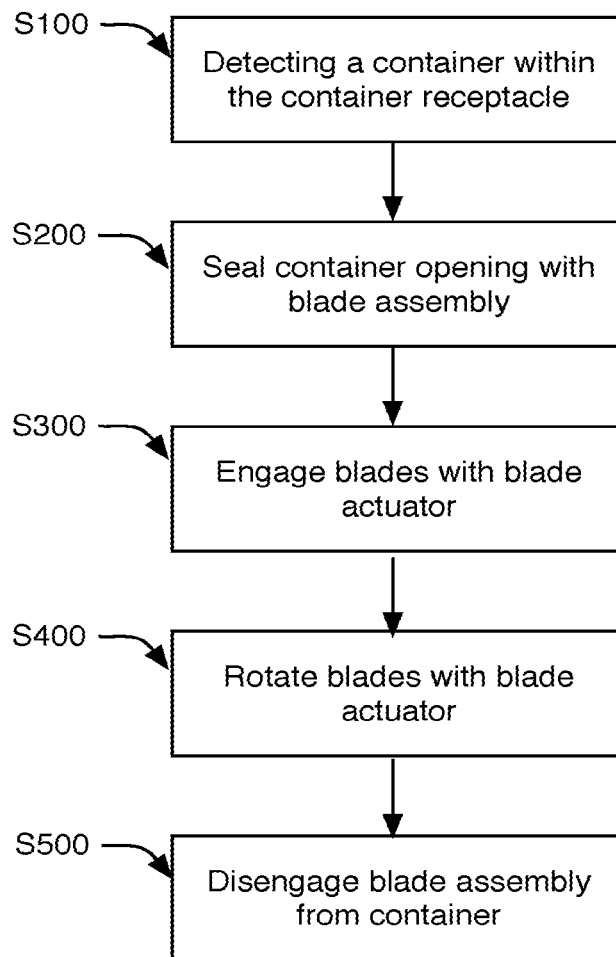 S100
Detecting a container within
the container receptacle
S200
Seal container opening with
blade assembly
S300
Engage blades with blade
actuator
S400
Rotate blades with blade
actuator
S500
Disengage blade assembly
from container